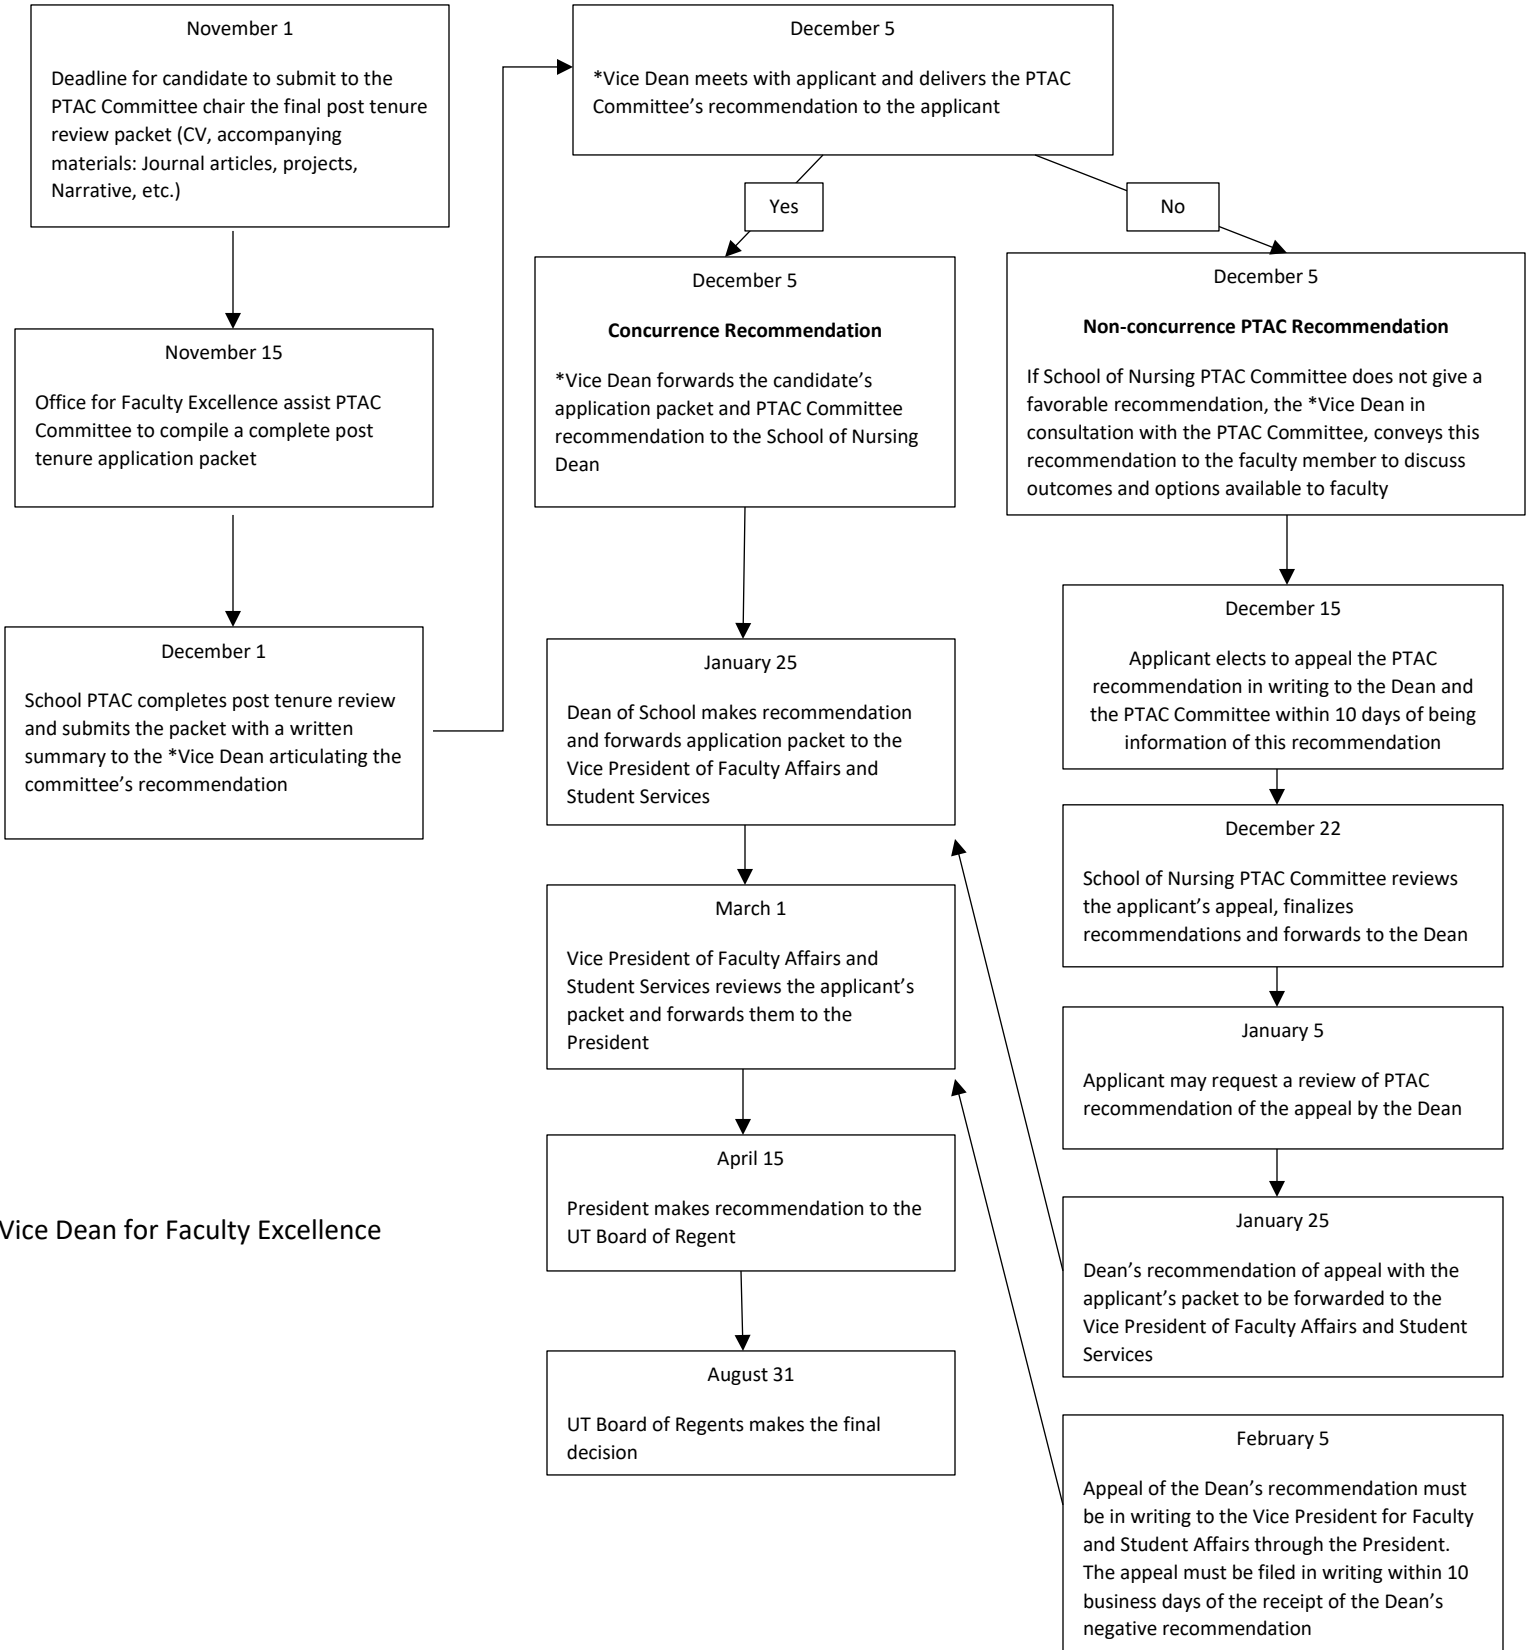 November 1
Deadline for candidate to submit to the
PTAC Committee chair the final post tenure
review packet (CV, accompanying
materials: Journal articles, projects,
Narrative, etc.)
November 15
Office for Faculty Excellence assist PTAC
Committee to compile a complete post
tenure application packet
December 1
School PTAC completes post tenure review
and submits the packet with a written
summary to the *Vice Dean articulating the
committee’s recommendation
December 5
*Vice Dean meets with applicant and delivers the PTAC
Committee’s recommendation to the applicant
Yes
No
December 5
Concurrence Recommendation
*Vice Dean forwards the candidate’s
application packet and PTAC Committee
recommendation to the School of Nursing
Dean
January 25
Dean of School makes recommendation
and forwards application packet to the
Vice President of Faculty Affairs and
Student Services
March 1
Vice President of Faculty Affairs and
Student Services reviews the applicant’s
packet and forwards them to the
President
April 15
President makes recommendation to the
UT Board of Regent
August 31
UT Board of Regents makes the final
decision
December 5
Non-concurrence PTAC Recommendation
If School of Nursing PTAC Committee does not give a
favorable recommendation, the *Vice Dean in
consultation with the PTAC Committee, conveys this
recommendation to the faculty member to discuss
outcomes and options available to faculty
December 15
Applicant elects to appeal the PTAC
recommendation in writing to the Dean and
the PTAC Committee within 10 days of being
information of this recommendation
December 22
School of Nursing PTAC Committee reviews
the applicant’s appeal, finalizes
recommendations and forwards to the Dean
January 5
Applicant may request a review of PTAC
recommendation of the appeal by the Dean
January 25
Dean’s recommendation of appeal with the
applicant’s packet to be forwarded to the
Vice President of Faculty Affairs and Student
Services
February 5
Appeal of the Dean’s recommendation must
be in writing to the Vice President for Faculty
and Student Affairs through the President.
The appeal must be filed in writing within 10
business days of the receipt of the Dean’s
negative recommendation
Vice Dean for Faculty Excellence